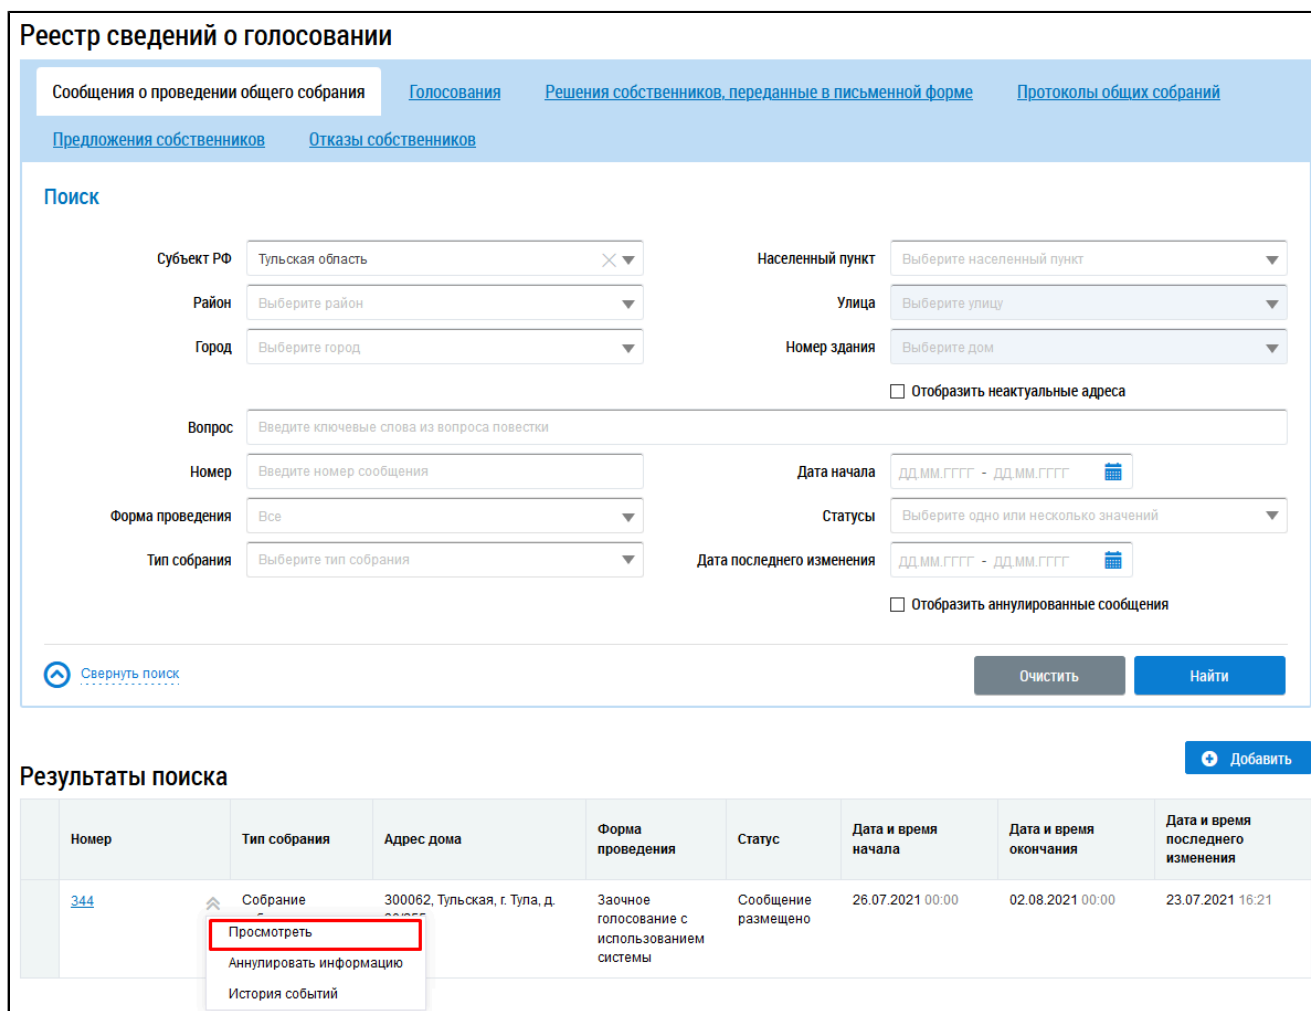 Реестр сведений о голосовании
Сообщения о проведении общего собрания Голосования Решения собственников, переданные в письменной форме Протоколы общих собраний
Предложения собственников Отказы собственников
Поиск
Субъект РФ Тульская область Населенный пункт Выберите населенный пункт
Район Выберите район Улица Выберите улицу
Город Выберите город Номер здания Выберите дом
Отобразить неактуальные адреса
Вопрос Введите ключевые слова из вопроса повестки
Номер Введите номер сообщения Дата начала ДД.ММ.ГГГГ - ДД.ММ.ГГГГ
Форма проведения Все Статусы Выберите одно или несколько значений
Тип собрания Выберите тип собрания Дата последнего изменения ДД.ММ.ГГГГ - ДД.ММ.ГГГГ
Отобразить аннулированные сообщения
Свернуть поиск Очистить Найти
Добавить
Результаты поиска
Номер Тип собрания Адрес дома Форма проведения Статус Дата и время начала Дата и время окончания Дата и время последнего изменения
344 Собрание 300062, Тульская, г. Тула, д. Заочное голосование с использованием системы Сообщение размещено 26.07.2021 00:00 02.08.2021 00:00 23.07.2021 16:21
Просмотреть
Аннулировать информацию
История событий